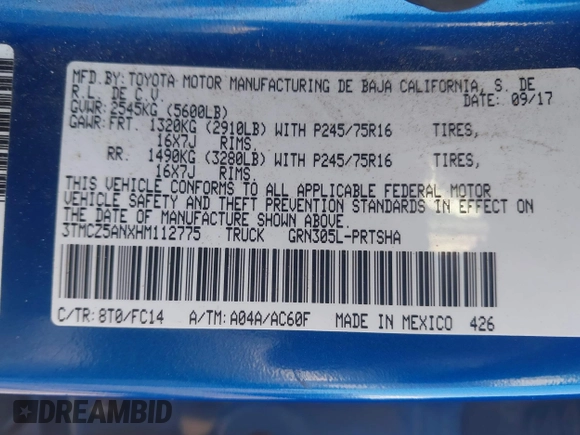 MFD.BY: TOYOTA MOTOR MANUFACTURING DE BAJA CALIFORNIA, S. DE
R.L. DE C.V. DATE: 09/17
GVWR: 2545KG (5600LB)
GAWR: FRT. 1320KG (2910LB) WITH P245/75R16 TIRES,
16X7J RIMS.
RR. 1490KG (3280LB) WITH P245/75R16 TIRES,
16X7J RIMS.
THIS VEHICLE CONFORMS TO ALL APPLICABLE FEDERAL MOTOR
VEHICLE SAFETY AND THEFT PREVENTION STANDARDS IN EFFECT ON
THE DATE OF MANUFACTURE SHOWN ABOVE.
3TMCZ5ANXHM112775 TRUCK GRN305L-PRTSHA
C/TR: 8T0/FC14 A/TM: A04A/AC60F MADE IN MEXICO 426
DREAMBID